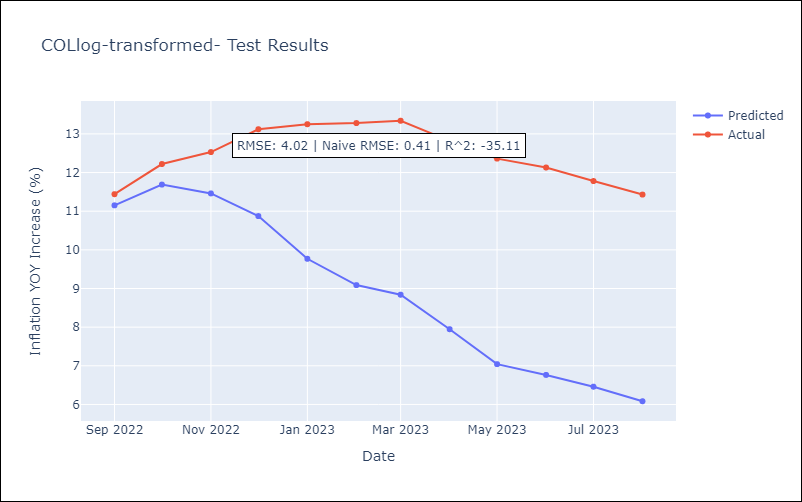 COLlog-transformed- Test Results
Predicted
Actual
RMSE: 4.02 | Naive RMSE: 0.41 | R^2: -35.11
Inflation YOY Increase (%)
13
12
11
10
9
8
7
6
Sep 2022
Nov 2022
Jan 2023
Mar 2023
May 2023
Jul 2023
Date